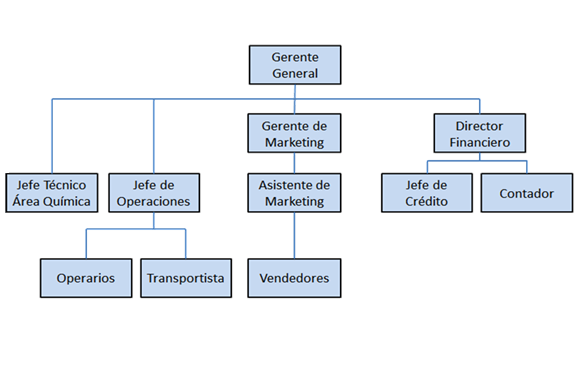 Gerente
General
Gerente de
Marketing
Director
Financiero
Jefe Técnico
Área Química
Jefe de
Operaciones
Asistente de
Marketing
Jefe de
Crédito
Contador
Operarios
Transportista
Vendedores